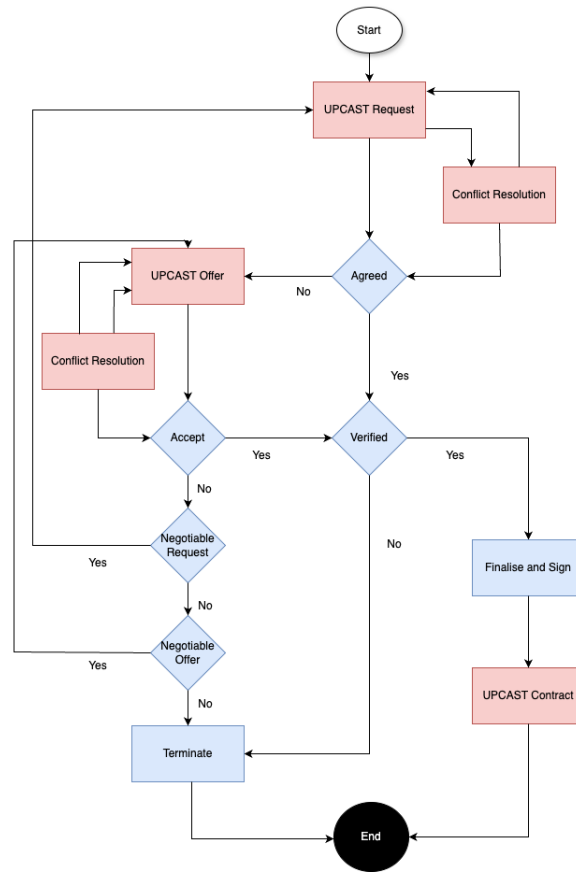 Start
UPCAST Request
Conflict Resolution
Agreed
No
UPCAST Offer
Conflict Resolution
Yes
Accept
Yes
Verified
Yes
No
Negotiable
Request
Yes
No
No
Finalise and Sign
Negotiable
Offer
Yes
No
UPCAST Contract
Terminate
End